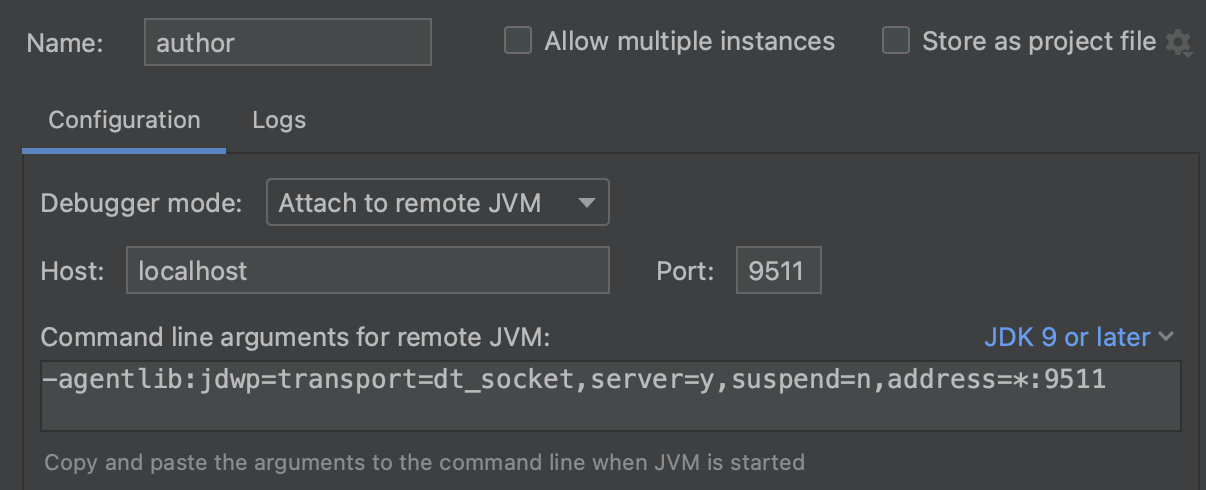 Name: author Allow multiple instances Store as project file
Configuration Logs
Debugger mode: Attach to remote JVM
Host: localhost Port: 9511
Command line arguments for remote JVM: JDK 9 or later
-agentlib:jdwp=transport=dt_socket,server=y,suspend=n,address=*:9511
Copy and paste the arguments to the command line when JVM is started